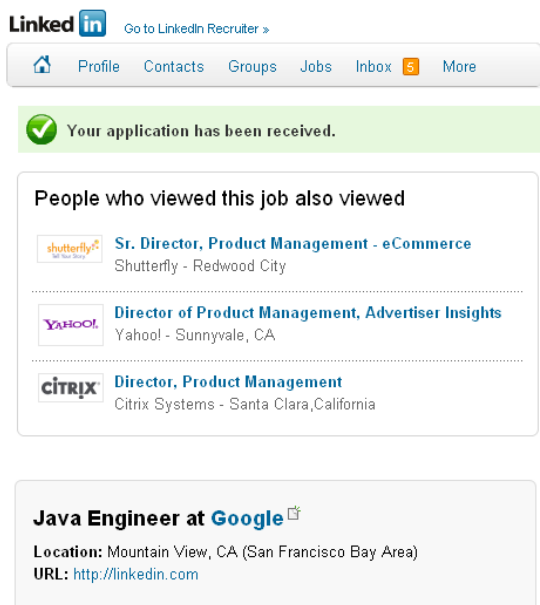 Linked in Go to LinkedIn Recruiter »
Profile Contacts Groups Jobs Inbox 5 More
Your application has been received.
People who viewed this job also viewed
shutterfly Tell Your Story Sr. Director, Product Management - eCommerce
Shutterfly - Redwood City
YAHOO! Director of Product Management, Advertiser Insights
Yahoo! - Sunnyvale, CA
CITRIX Director, Product Management
Citrix Systems - Santa Clara,California
Java Engineer at Google
Location: Mountain View, CA (San Francisco Bay Area)
URL: http://linkedin.com